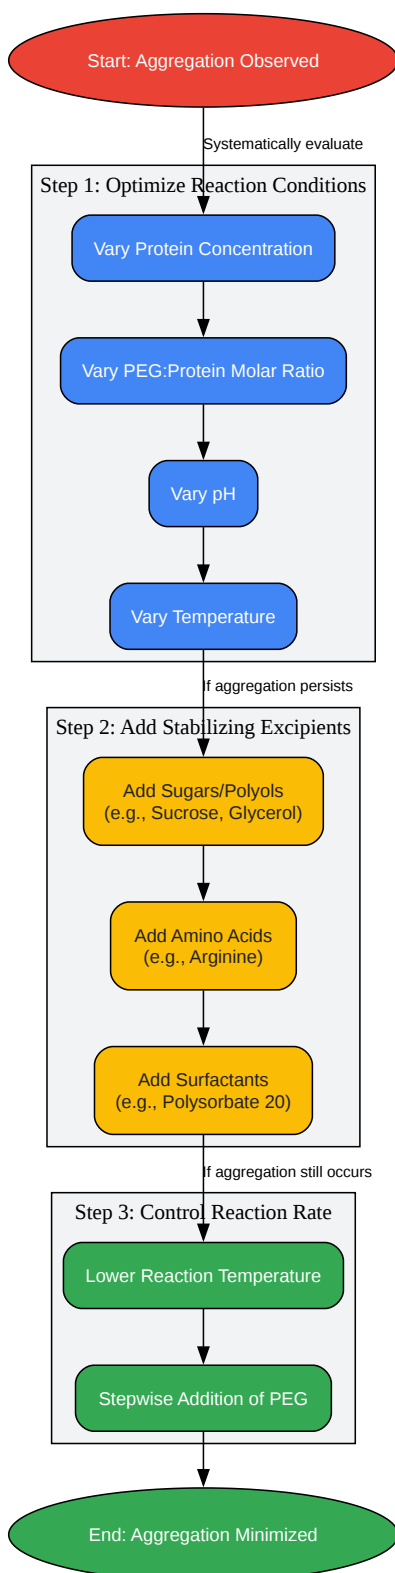 Start: Aggregation Observed
Systematically evaluate
Step 1: Optimize Reaction Conditions
Vary Protein Concentration
Vary PEG:Protein Molar Ratio
Vary pH
Vary Temperature
If aggregation persists
Step 2: Add Stabilizing Excipients
Add Sugars/Polyols
(e.g., Sucrose, Glycerol)
Add Amino Acids
(e.g., Arginine)
Add Surfactants
(e.g., Polysorbate 20)
If aggregation still occurs
Step 3: Control Reaction Rate
Lower Reaction Temperature
Stepwise Addition of PEG
End: Aggregation Minimized